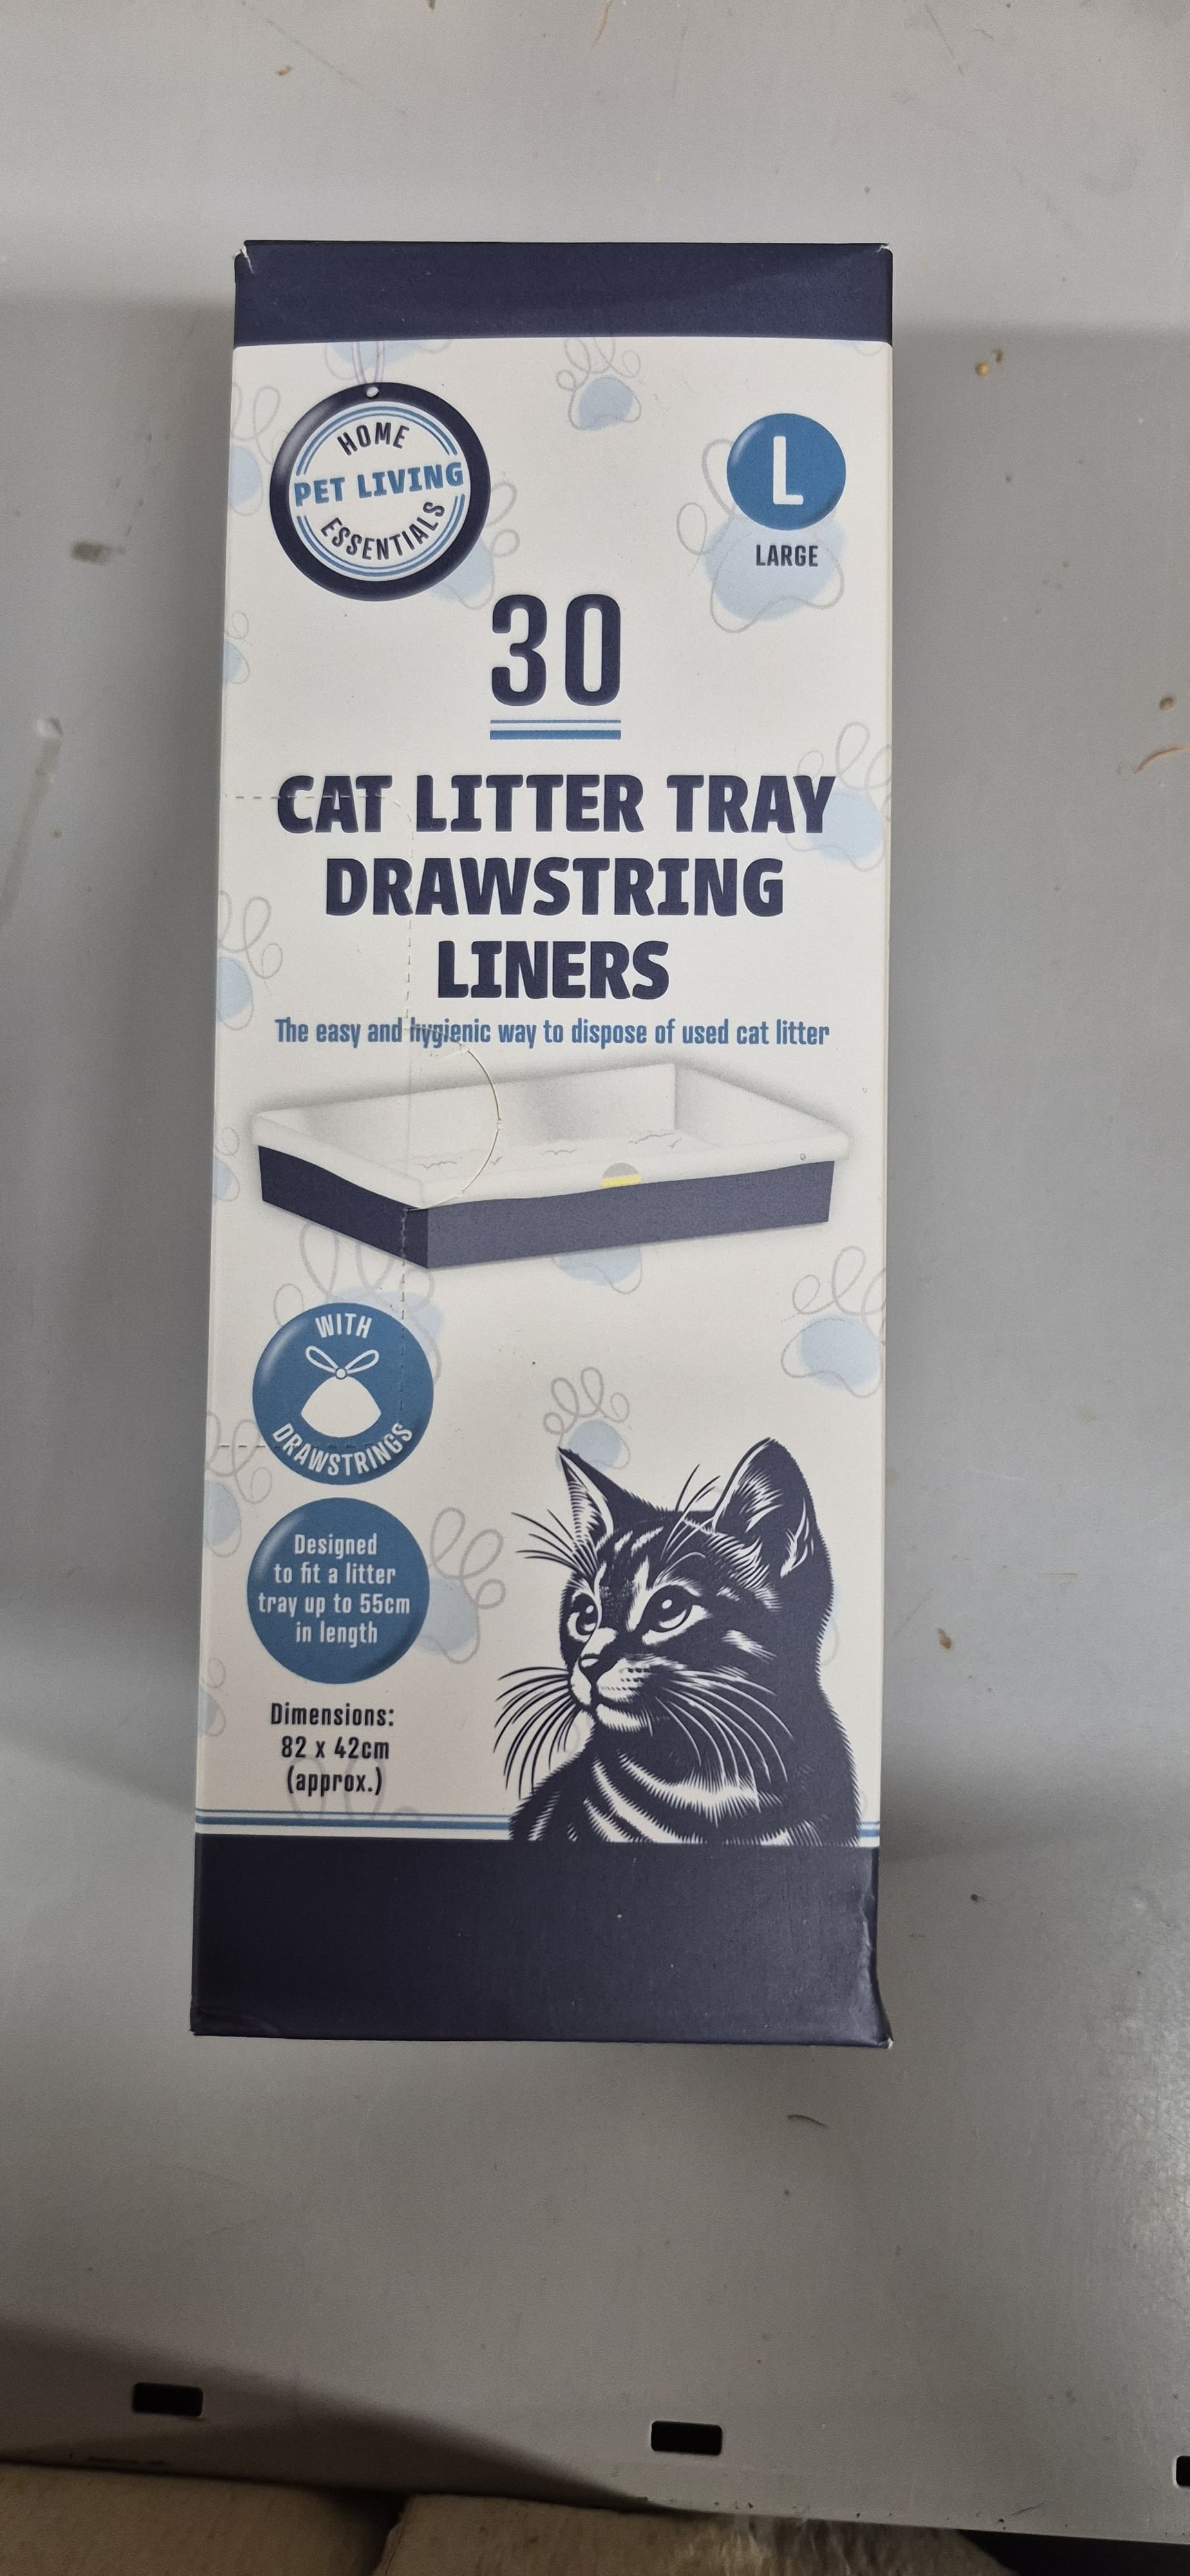 HOME
PET LIVING
ESSENTIALS
L
LARGE
30
CAT LITTER TRAY
DRAWSTRING
LINERS
The easy and hygienic way to dispose of used cat litter
WITH
DRAWSTRINGS
Designed
to fit a litter
tray up to 55cm
in length
Dimensions:
82 x 42cm
(approx.)